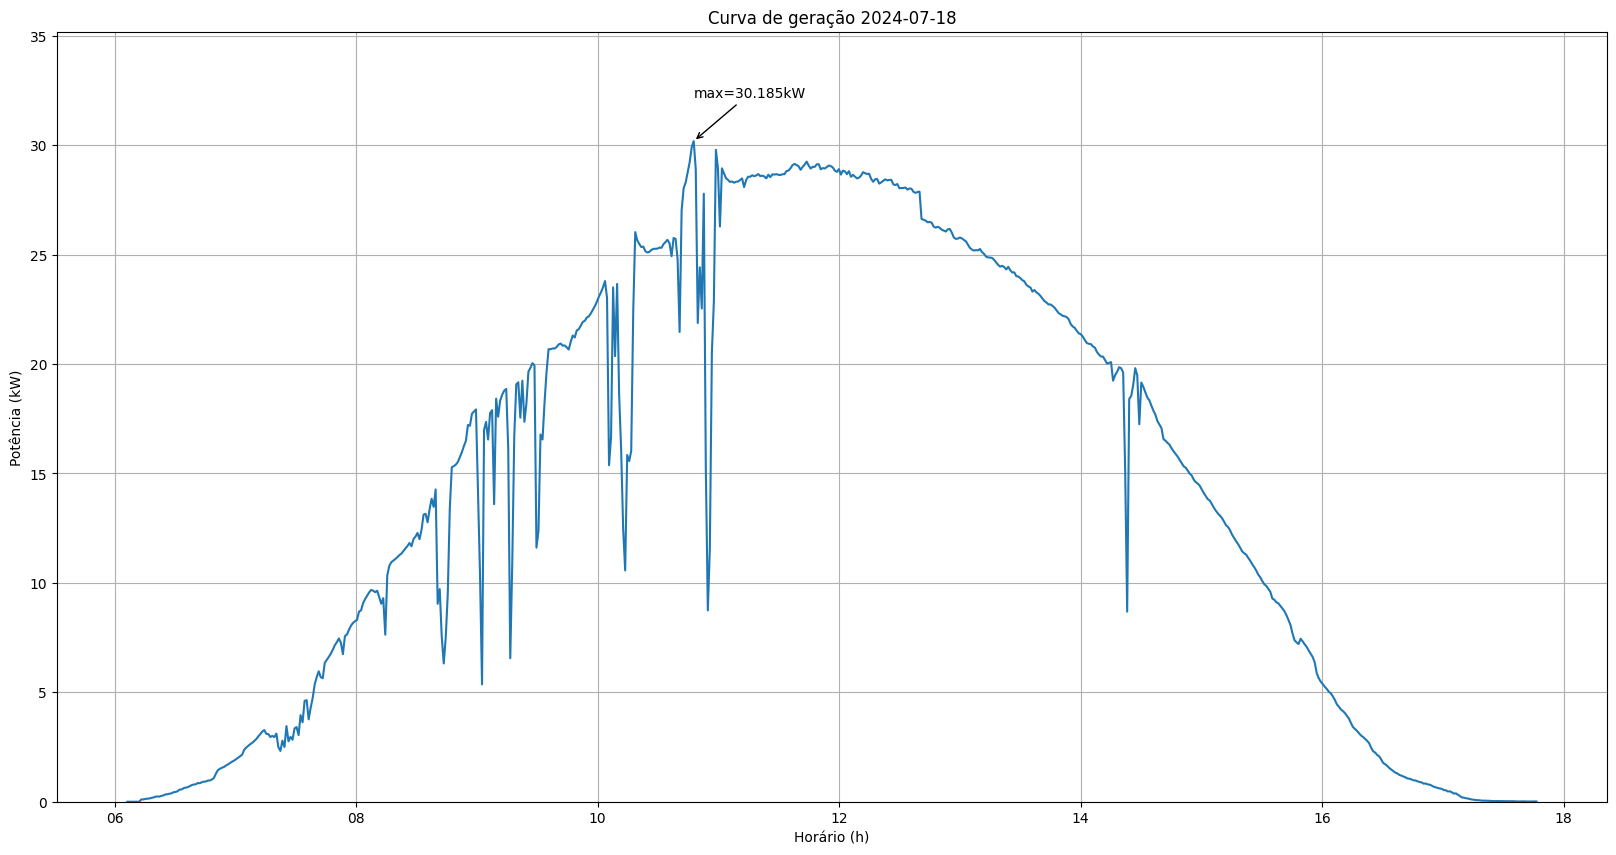 Curva de geração 2024-07-18
35
max=30.185kW
30
25
20
15
10
5
0
Potência (kW)
06 08 10 12 14 16 18
Horário (h)